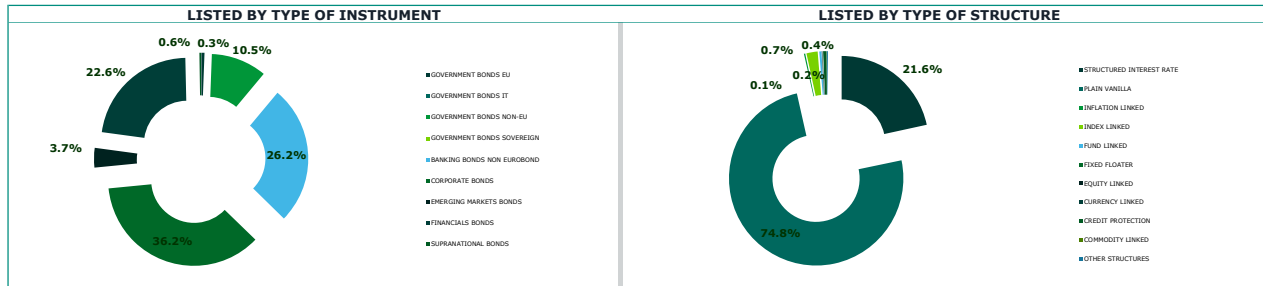 LISTED BY TYPE OF INSTRUMENT
0.6%
0.3%
10.5%
22.6%
3.7%
26.2%
36.2%
GOVERNMENT BONDS EU
GOVERNMENT BONDS IT
GOVERNMENT BONDS NON-EU
GOVERNMENT BONDS SOVEREIGN
BANKING BONDS NON EUROBOND
CORPORATE BONDS
EMERGING MARKETS BONDS
FINANCIALS BONDS
SUPRANATIONAL BONDS
LISTED BY TYPE OF STRUCTURE
0.7%
0.4%
0.2%
0.1%
21.6%
74.8%
STRUCTURED INTEREST RATE
PLAIN VANILLA
INFLATION LINKED
INDEX LINKED
FUND LINKED
FIXED FLOATER
EQUITY LINKED
CURRENCY LINKED
CREDIT PROTECTION
COMMODITY LINKED
OTHER STRUCTURES